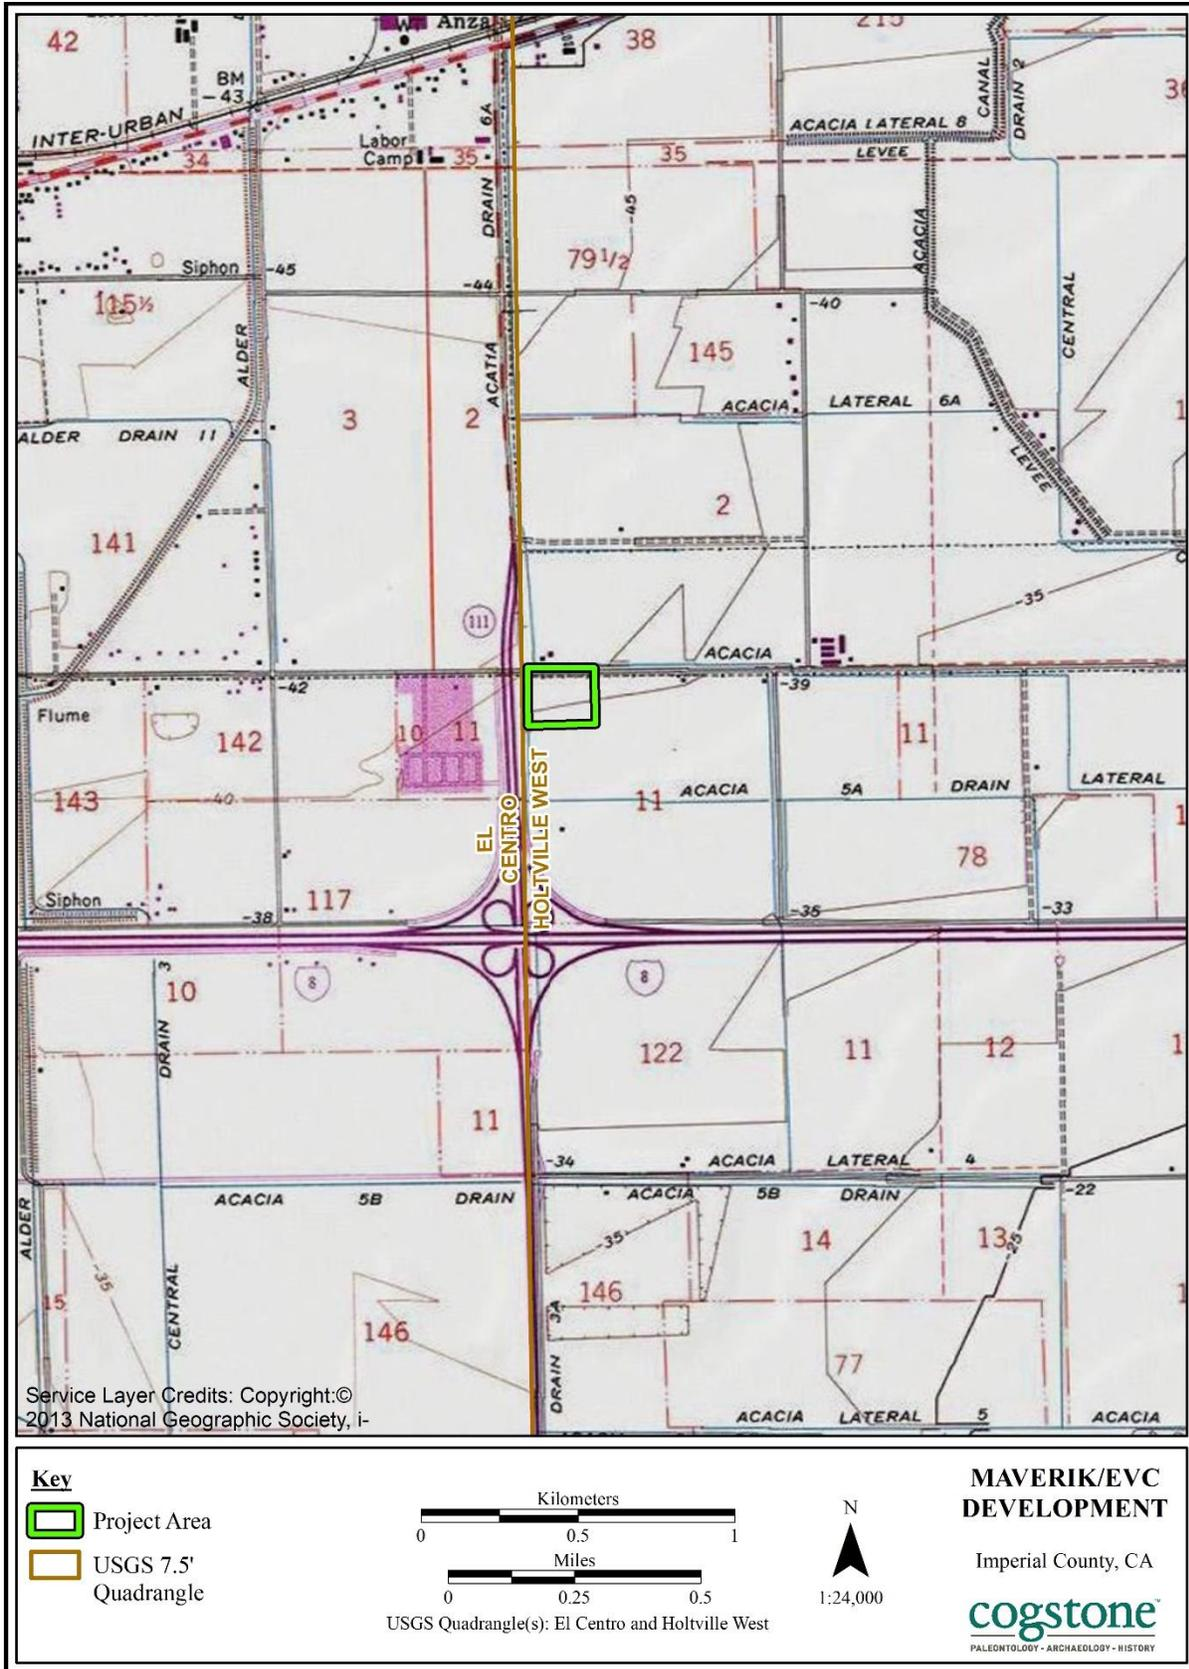 42
WT
Anza
38
215
BM
-43
6A
CANAL
DRAIN 2
INTER-URBAN
Labor
Camp
ACACIA LATERAL 8
34
35
35
LEVEE
DRAIN
-45
ACACIA
79 1/2
Siphon
-45
-44
-40
CENTRAL
115½
ALDER
ACATIA
145
3
2
ACACIA
LATERAL 6A
ALDER DRAIN 11
LEVEE
2
141
-35
111
ACACIA
-42
-39
Flume
142
10
11
11
143
-40
EL
CENTRO
HOLTVILLE WEST
11
ACACIA
5A
DRAIN
LATERAL
78
Siphon
117
-38
-35
-33
10
3
DRAIN
8
8
122
11
12
11
-34
ACACIA
LATERAL
4
ACACIA
5B
DRAIN
ACACIA
5B
DRAIN
-22
ALDER
-35
14
13
-25
-35
15
146
CENTRAL
146
DRAIN 3A
77
ACACIA
LATERAL
5
ACACIA
Service Layer Credits: Copyright:©
2013 National Geographic Society, i-
Key
Project Area
USGS 7.5'
Quadrangle
Kilometers
0 0.5 1
Miles
0 0.25 0.5
USGS Quadrangle(s): El Centro and Holtville West
N
1:24,000
MAVERIK/EVC
DEVELOPMENT
Imperial County, CA
cogstone™
PALEONTOLOGY - ARCHAEOLOGY - HISTORY